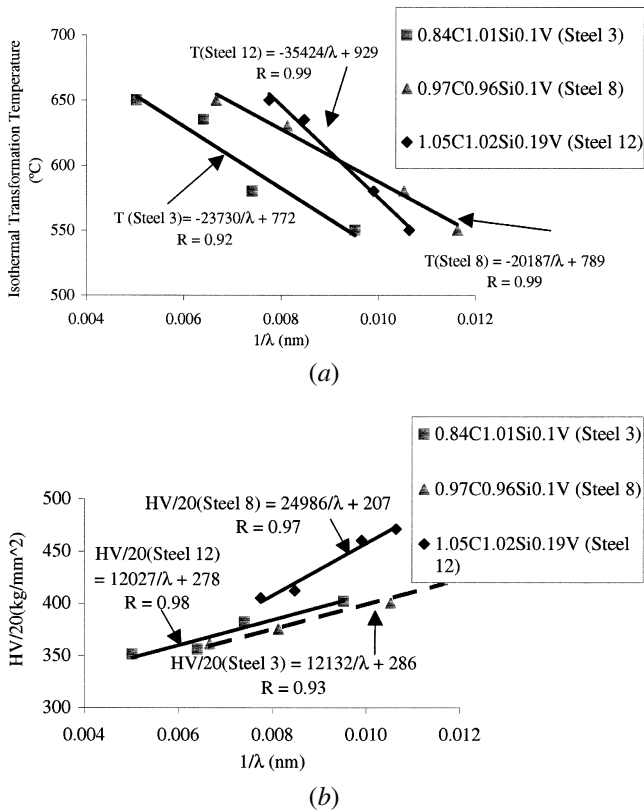 T(Steel 12) = -35424/λ + 929
R = 0.99
0.84C1.01Si0.1V (Steel 3)
0.97C0.96Si0.1V (Steel 8)
1.05C1.02Si0.19V (Steel 12)
Isothermal Transformation Temperature
(ºC)
700
650
600
550
500
T (Steel 3)= -23730/λ + 772
R = 0.92
T(Steel 8) = -20187/λ + 789
R = 0.99
0.004
0.006
0.008
0.010
0.012
1/λ (nm)
(a)
0.84C1.01Si0.1V (Steel 3)
0.97C0.96Si0.1V (Steel 8)
1.05C1.02Si0.19V (Steel
12)
HV/20(kg/mm^2)
500
450
400
350
300
HV/20(Steel 8) = 24986/λ + 207
R = 0.97
HV/20(Steel 12)
= 12027/λ + 278
R = 0.98
HV/20(Steel 3) = 12132/λ + 286
R = 0.93
0.004
0.006
0.008
0.010
0.012
1/λ (nm)
(b)